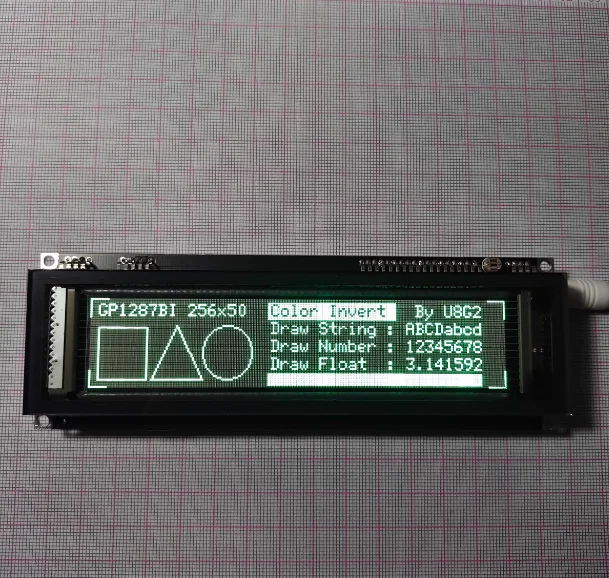 GP1287BI 256x50
Color Invert By U8G2
Draw String : ABCDabcd
Draw Number : 12345678
Draw Float : 3.141592